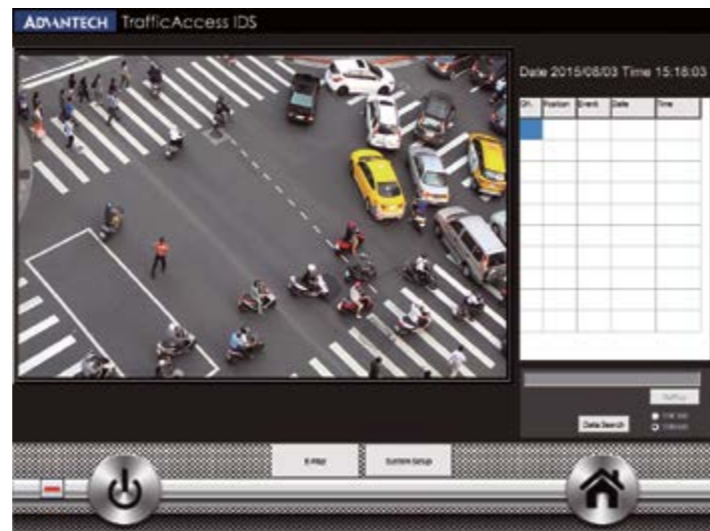 ADVANTECH TrafficAccess IDS
Date 2015/08/03 Time 15:18:03
Ch. Position Event Date Time
Data Search
E-Map System Setup